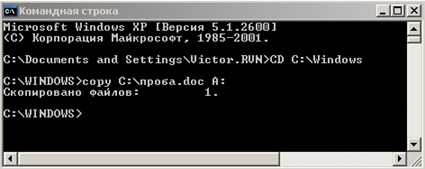 Командная строка
Microsoft Windows XP [Версия 5.1.2600]
(C) Корпорация Майкрософт, 1985-2001.
C:\Documents and Settings\Victor.RUN>CD C:\Windows
C:\WINDOWS>copy C:\проба.doc A:
Скопировано файлов: 1.
C:\WINDOWS>